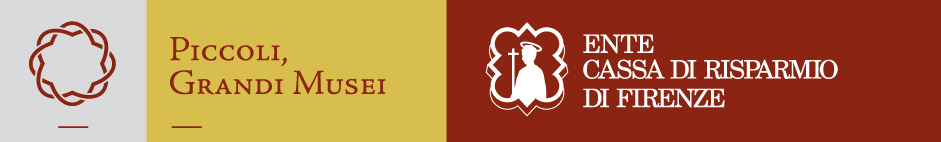 Piccoli,
Grandi Musei
ENTE
CASSA DI RISPARMIO
DI FIRENZE